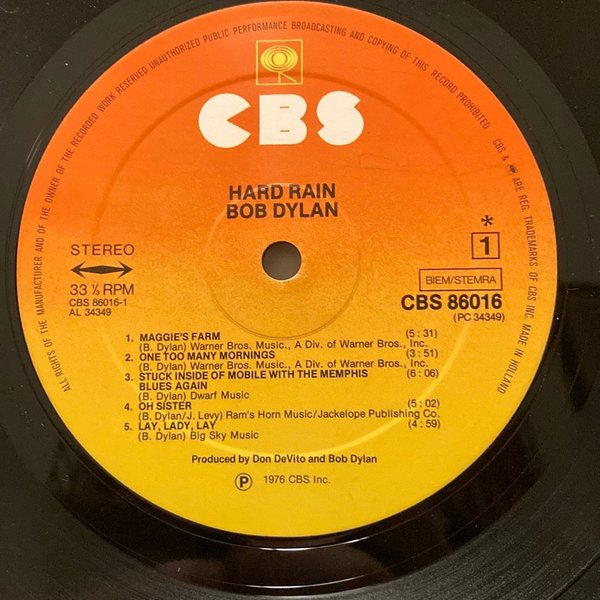 ALL RIGHTS OF THE MANUFACTURER AND OF THE OWNER OF THE RECORDED WORK RESERVED UNAUTHORIZED PUBLIC PERFORMANCE BROADCASTING AND COPYING OF THIS RECORD PROHIBITED CBS & ARE REG. TRADEMARKS OF CBS INC. MADE IN HOLLAND
CBS
HARD RAIN
BOB DYLAN
STEREO
33 ⅓ RPM
CBS 86016-1
AL 34349
*
1
BIEM/STEMRA
CBS 86016
(PC 34349)
1. MAGGIE'S FARM (5 : 31)
(B. Dylan) Warner Bros. Music., A Div. of Warner Bros., Inc.
2. ONE TOO MANY MORNINGS (3 : 51)
(B. Dylan) Warner Bros. Music., A Div. of Warner Bros., Inc.
3. STUCK INSIDE OF MOBILE WITH THE MEMPHIS (6 : 06)
BLUES AGAIN
(B. Dylan) Dwarf Music
4. OH SISTER (5 : 02)
(B. Dylan/J. Levy) Ram's Horn Music/Jackelope Publishing Co.
5. LAY, LADY, LAY (4 : 59)
(B. Dylan) Big Sky Music
Produced by Don DeVito and Bob Dylan
Ⓟ 1976 CBS Inc.